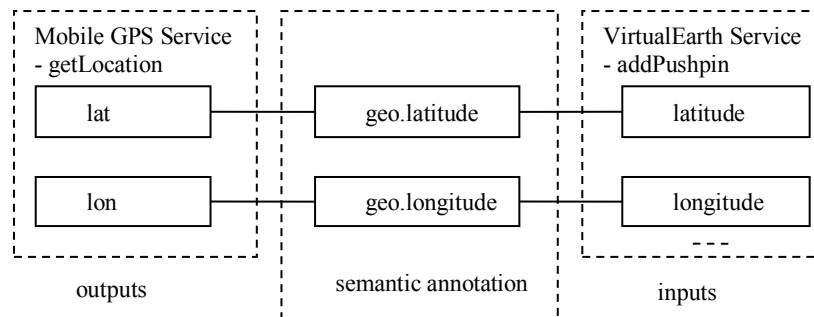 Mobile GPS Service
- getLocation
VirtualEarth Service
- addPushpin
lat
geo.latitude
latitude
lon
geo.longitude
longitude
---
outputs
semantic annotation
inputs